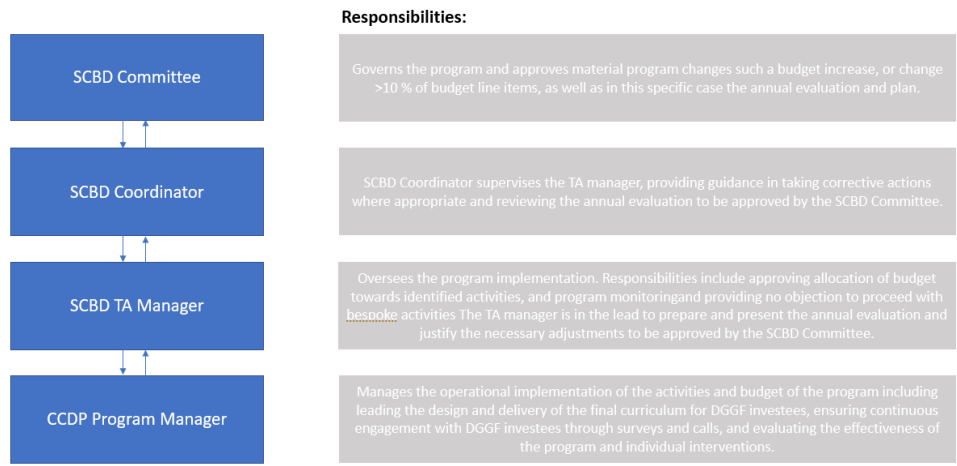 Responsibilities:
SCBD Committee
Governs the program and approves material program changes such a budget increase, or change
>10 % of budget line items, as well as in this specific case the annual evaluation and plan.
SCBD Coordinator
SCBD Coordinator supervises the TA manager, providing guidance in taking corrective actions
where appropriate and reviewing the annual evaluation to be approved by the SCBD Committee.
SCBD TA Manager
Oversees the program implementation. Responsibilities include approving allocation of budget
towards identified activities, and program monitoringand providing no objection to proceed with
bespoke activities The TA manager is in the lead to prepare and present the annual evaluation and
justify the necessary adjustments to be approved by the SCBD Committee.
CCDP Program Manager
Manages the operational implementation of the activities and budget of the program including
leading the design and delivery of the final curriculum for DGGF investees, ensuring continuous
engagement with DGGF investees through surveys and calls, and evaluating the effectiveness of
the program and individual interventions.